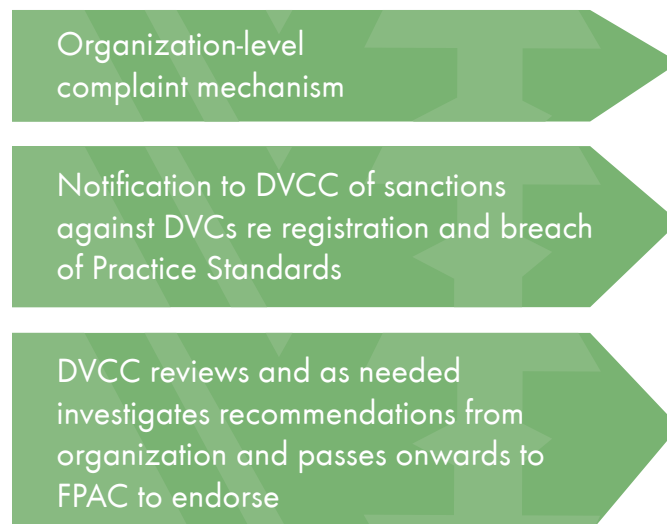 Organization-level
complaint mechanism
Notification to DVCC of sanctions
against DVCs re registration and breach
of Practice Standards
DVCC reviews and as needed
investigates recommendations from
organization and passes onwards to
FPAC to endorse